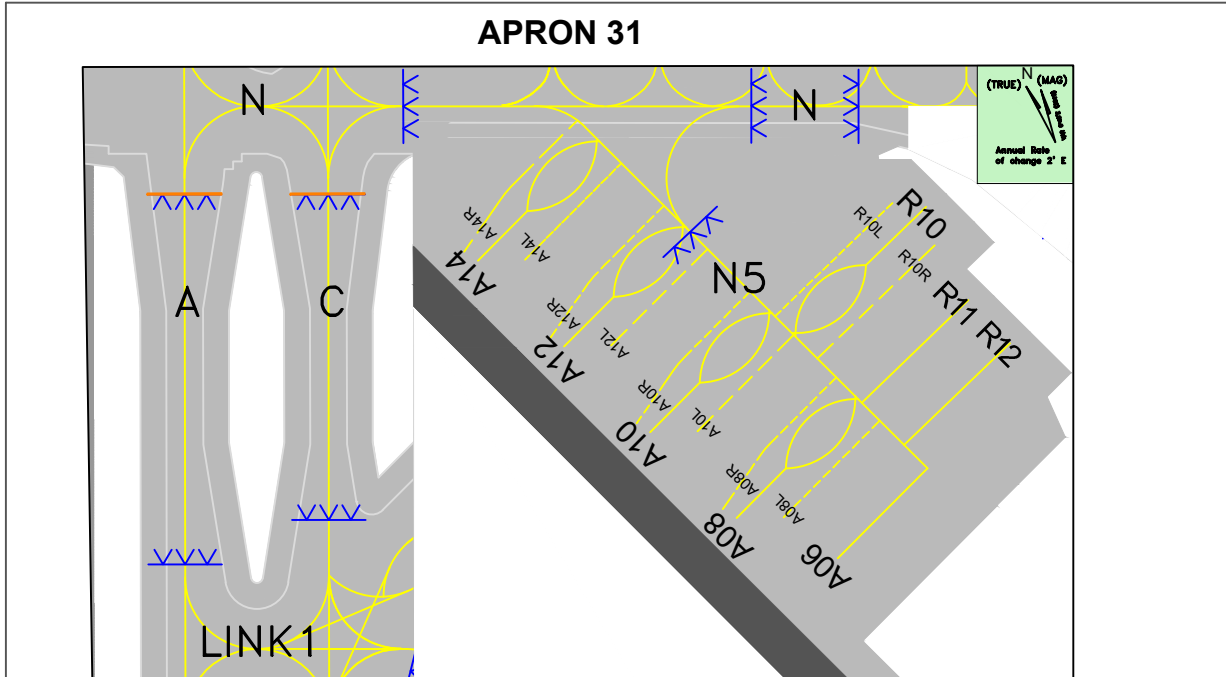 APRON 31
N
N
N
(TRUE)
(MAG)
Annual Rate
of change 2' E
R10
R10L
R10R
R11
R12
A14R
A14
A14L
N5
A
C
A12R
A12
A12L
A10R
A10
A10L
A08R
A08
A08L
A06
LINK1